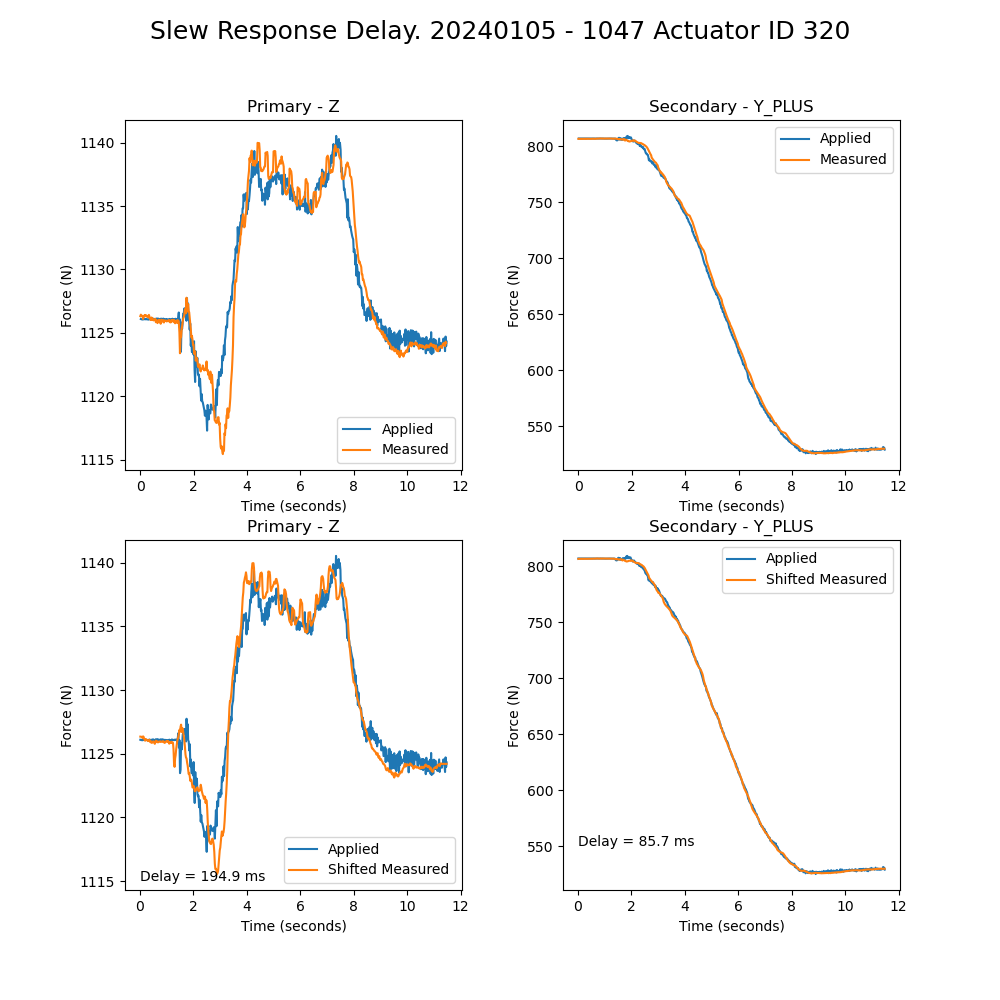 Slew Response Delay. 20240105 - 1047 Actuator ID 320
Primary - Z
Force (N)
1140
1135
1130
1125
1120
1115
Applied
Measured
0 2 4 6 8 10 12
Time (seconds)
Secondary - Y_PLUS
Force (N)
800
750
700
650
600
550
Applied
Measured
0 2 4 6 8 10 12
Time (seconds)
Primary - Z
Force (N)
1140
1135
1130
1125
1120
1115
Delay = 194.9 ms
Applied
Shifted Measured
0 2 4 6 8 10 12
Time (seconds)
Secondary - Y_PLUS
Force (N)
800
750
700
650
600
550
Applied
Shifted Measured
Delay = 85.7 ms
0 2 4 6 8 10 12
Time (seconds)